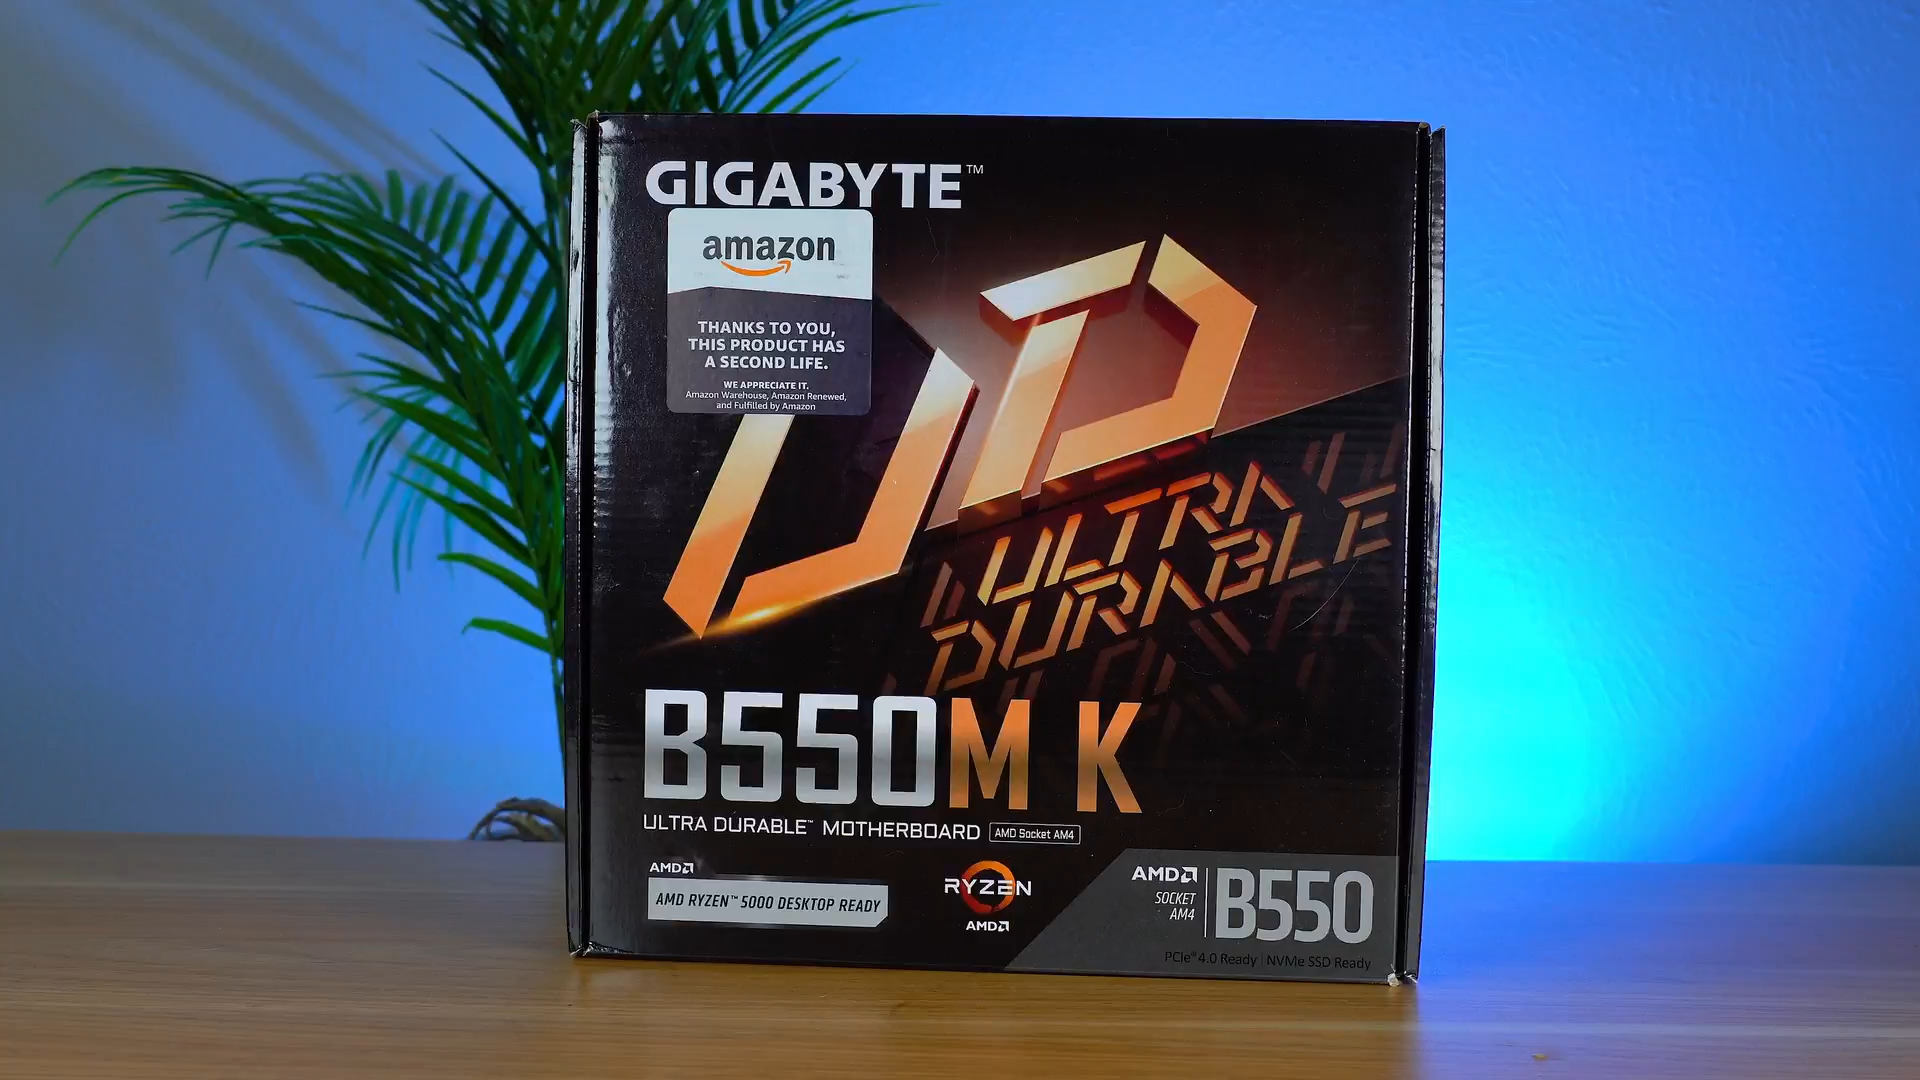 GIGABYTE™
amazon
THANKS TO YOU,
THIS PRODUCT HAS
A SECOND LIFE.
WE APPRECIATE IT.
Amazon Warehouse, Amazon Renewed,
and Fulfilled by Amazon
UD
ULTRA
DURABLE
B550M K
ULTRA DURABLE™ MOTHERBOARD AMD Socket AM4
AMD
AMD RYZEN™ 5000 DESKTOP READY
RYZEN
AMD
AMD
SOCKET
AM4
B550
PCIe® 4.0 Ready | NVMe SSD Ready